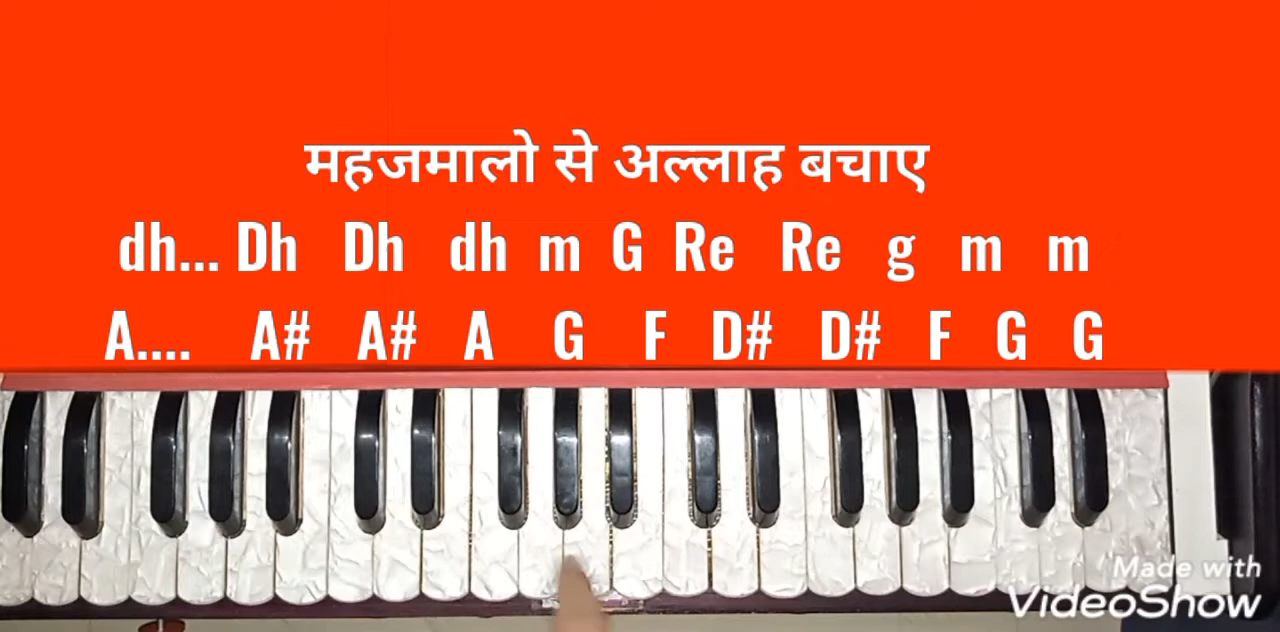 महजमालो से अल्लाह बचाए
dh... Dh Dh dh m G Re Re g m m
A.... A# A# A G F D# D# F G G
Made with
VideoShow